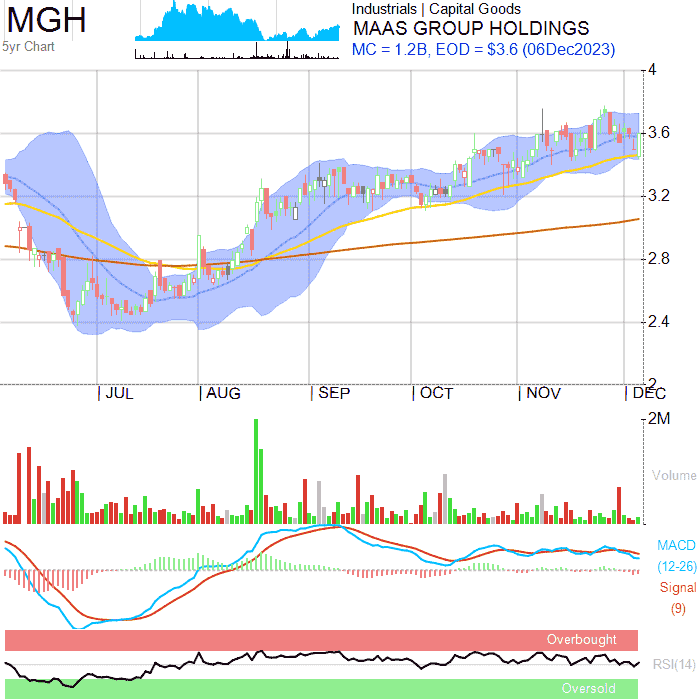 MGH
5yr Chart
Industrials | Capital Goods
MAAS GROUP HOLDINGS
MC = 1.2B, EOD = $3.6 (06Dec2023)
4
3.6
3.2
2.8
2.4
2
JUL AUG SEP OCT NOV DEC
2M
Volume
MACD
(12-26)
Signal
(9)
Overbought
RSI(14)
Oversold